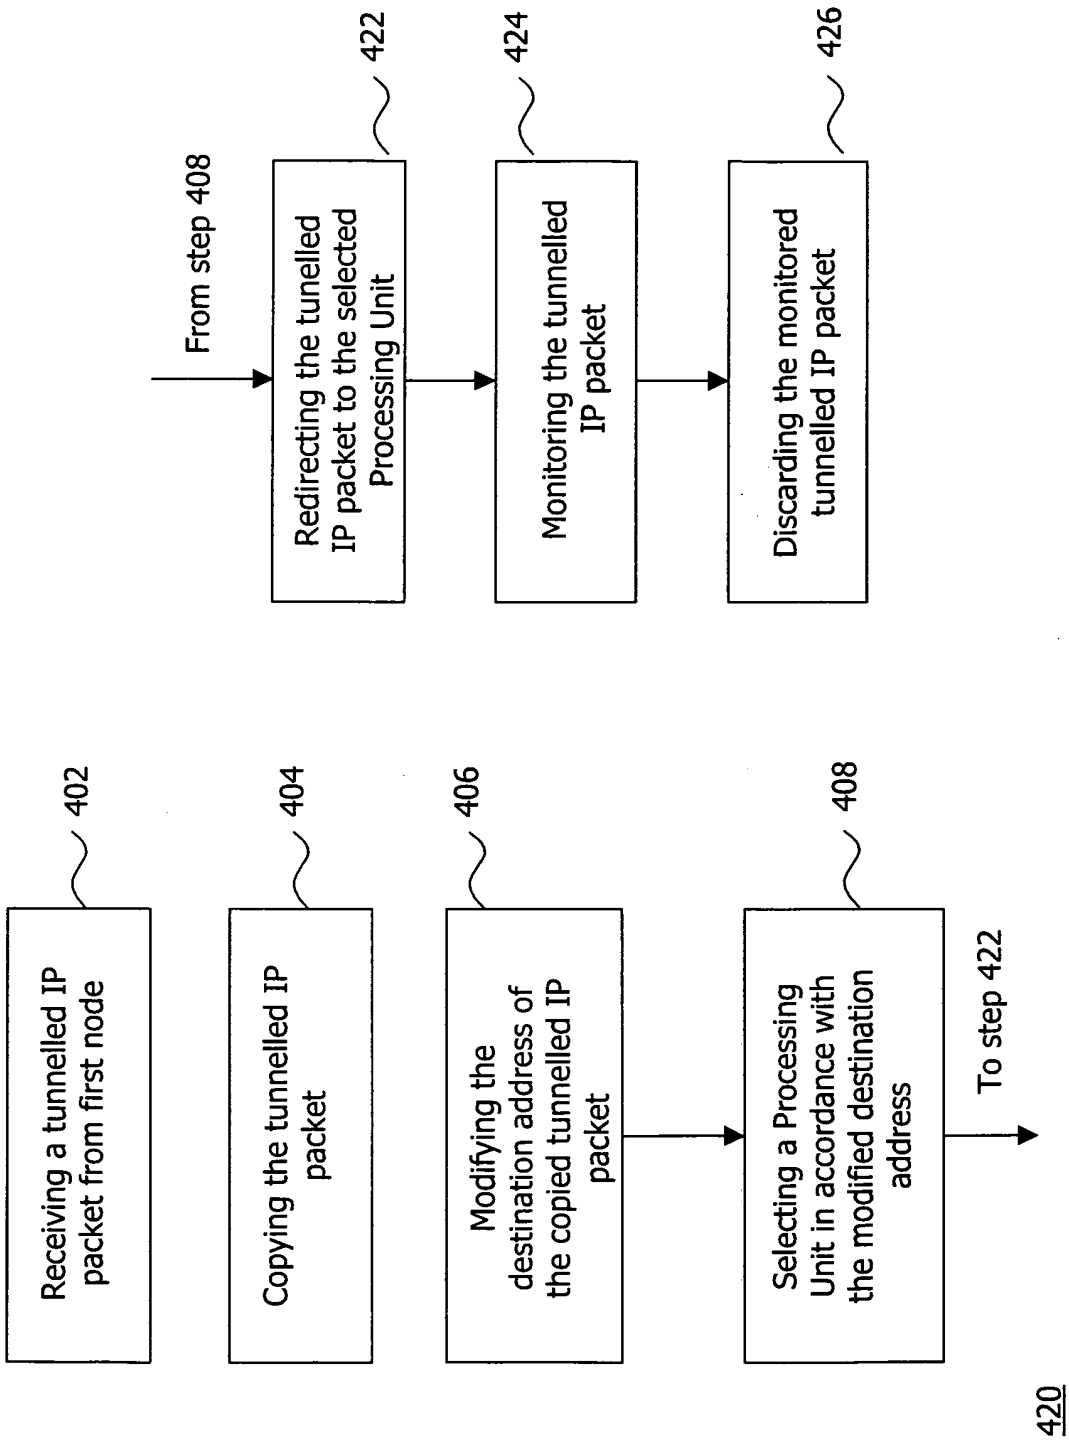 Receiving a tunnelled IP
packet from first node
402
Copying the tunnelled IP
packet
404
Modifying the
destination address of
the copied tunnelled IP
packet
406
Selecting a Processing
Unit in accordance with
the modified destination
address
408
To step 422
From step 408
Redirecting the tunelled
IP packet to the selected
Processing Unit
422
Monitoring the tunnelled
IP packet
424
Discarding the monitored
tunnelled IP packet
426
420